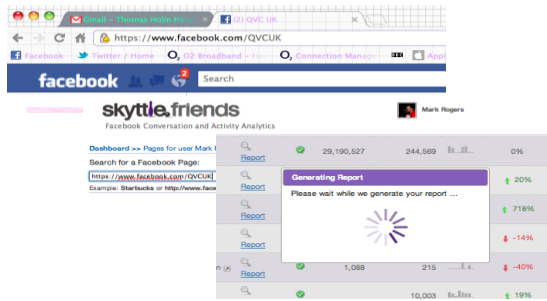 Gmail – Thomas Holm
(2) QVC UK
https://www.facebook.com/QVCUK
Facebook Twitter / Home O2 Broadband – O2 Connection Manage BBC App
facebook 2 Search
skyttle.friends
Facebook Conversation and Activity Analytics
Mark Rogers
Dashboard >> Pages for user Mark
Search for a Facebook Page:
https://www.facebook.com/QVCUK
Example: Starbucks or http://www.face
Report 29,190,527 244,569 0%
Report 20%
Generating Report
Please wait while we generate your report ...
Report 718%
Report -14%
n Report 1,088 215 -40%
10,003 19%